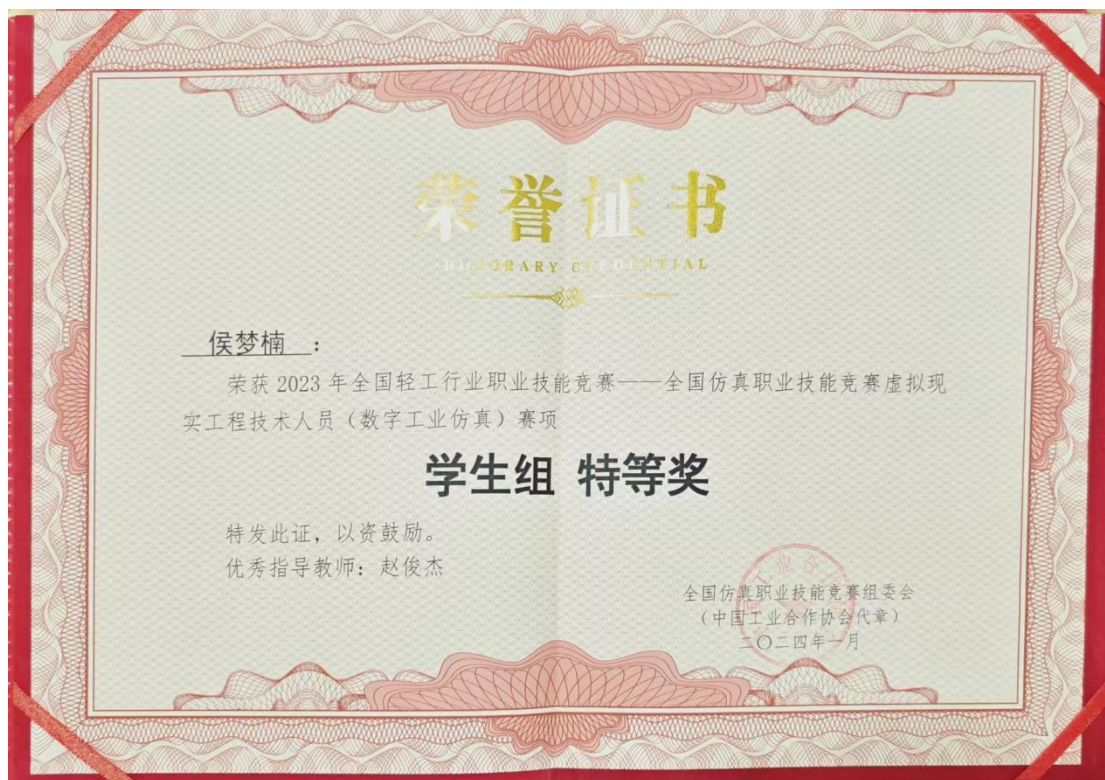 荣誉证书
HONORARY CREDENTIAL
侯梦楠:
荣获 2023 年全国轻工行业职业技能竞赛——全国仿真职业技能竞赛虚拟现
实工程技术人员（数字工业仿真）赛项
学生组 特等奖
特发此证，以资鼓励。
优秀指导教师：赵俊杰
全国仿真职业技能竞赛组委会
（中国工业合作协会代章）
二〇二四年一月